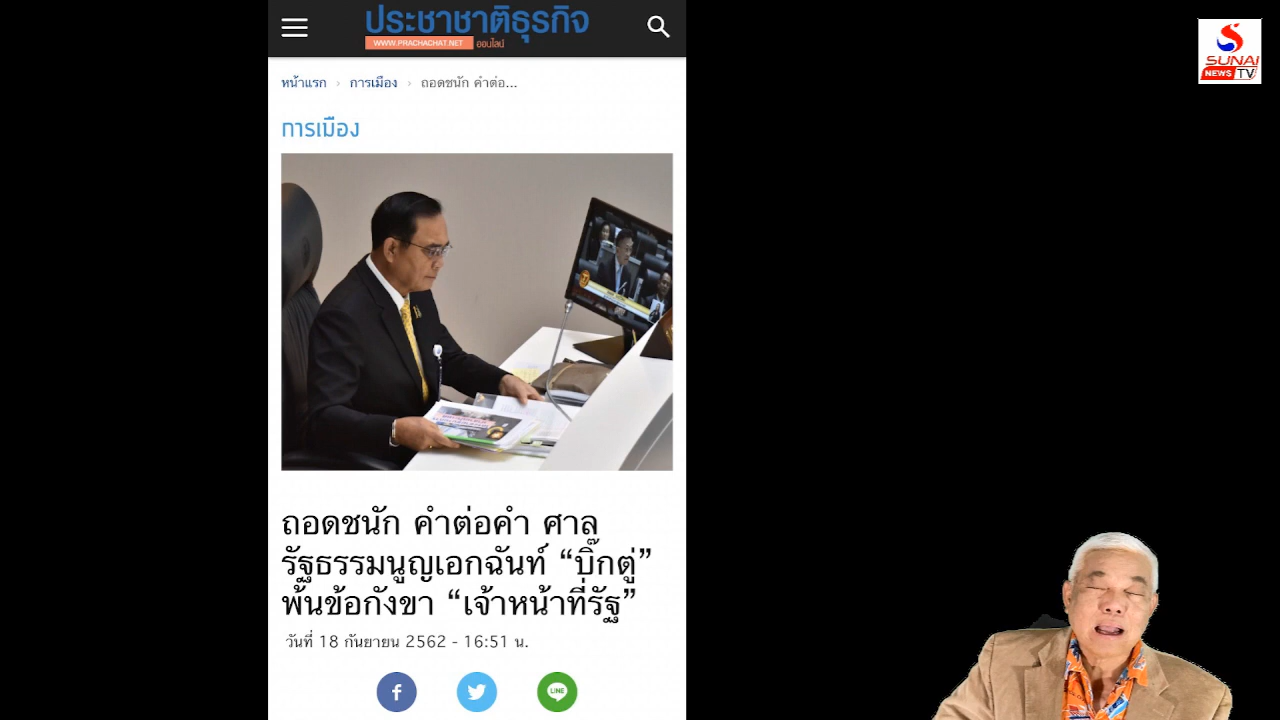 ประชาชาติธุรกิจ
WWW.PRACHACHAT.NET ออนไลน์
SUNAI
NEWS TV
หน้าแรก › การเมือง › ถอดชนัก คำต่อ...
การเมือง
ถอดชนัก คำต่อคำ ศาล
รัฐธรรมนูญเอกฉันท์ “บิ๊กตู่”
พ้นข้อกังขา “เจ้าหน้าที่รัฐ”
วันที่ 18 กันยายน 2562 - 16:51 น.
f
LINE